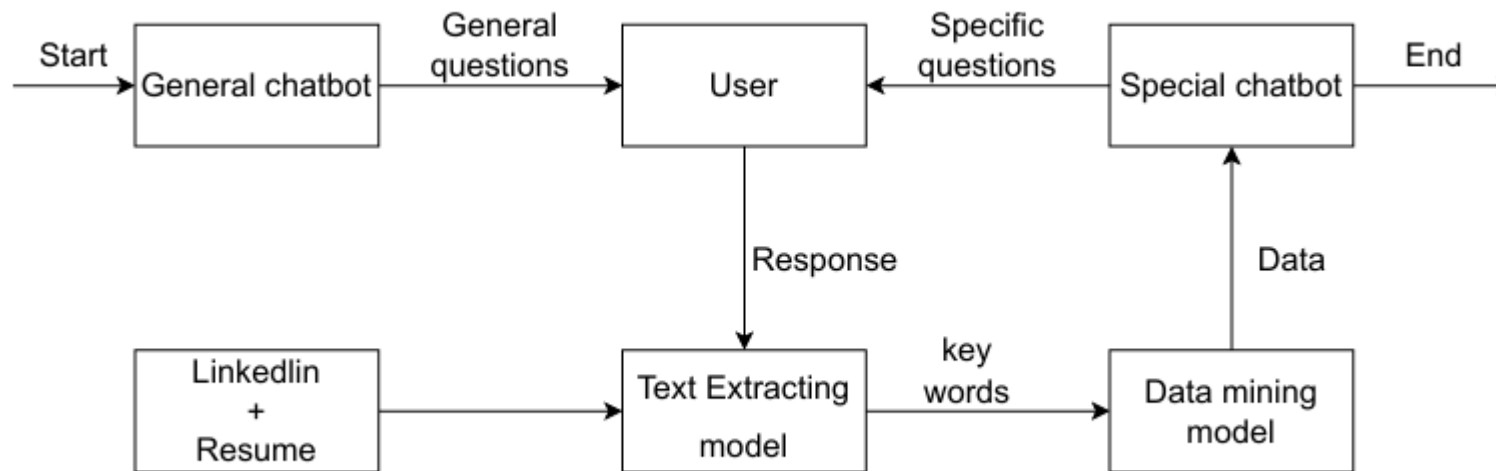 Start
General chatbot
General
questions
User
Specific
questions
Special chatbot
End
Response
Data
Linkedlin
+
Resume
Text Extracting
model
key
words
Data mining
model